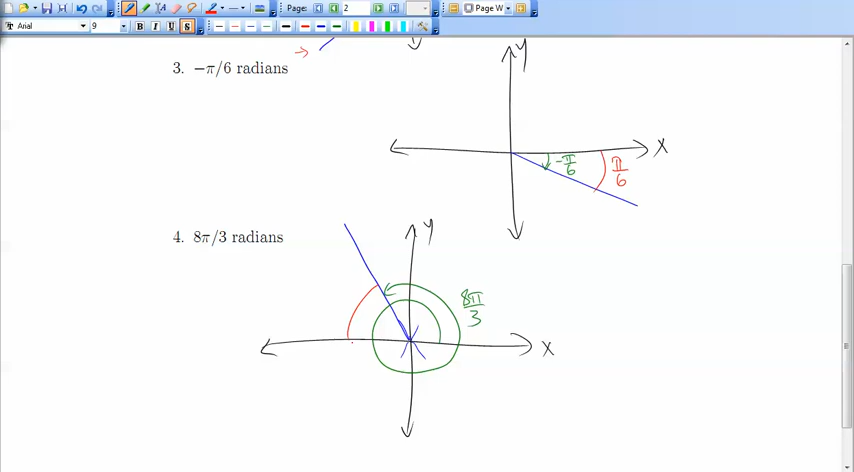 Page:
2
Page W
Arial
9
B I U S
3. −π/6 radians
y
x
-π/6
π/6
4. 8π/3 radians
y
8π/3
x